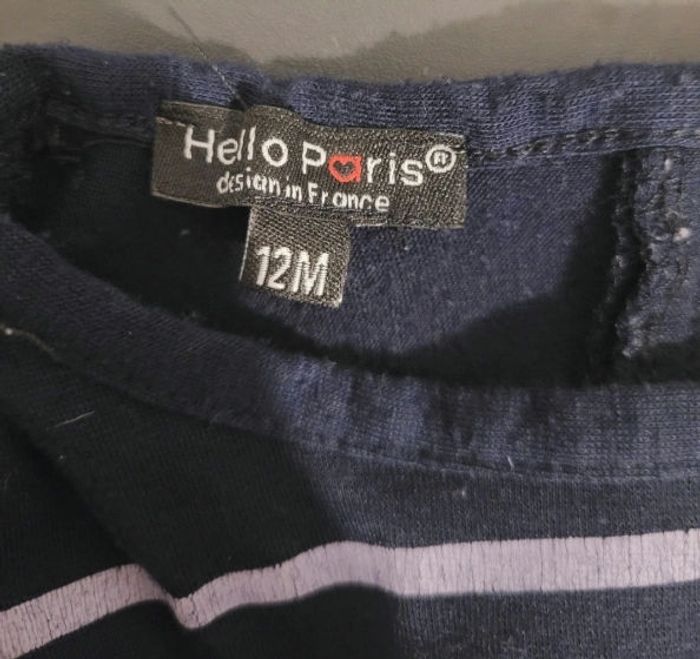 Hello Paris®
design in France
12M